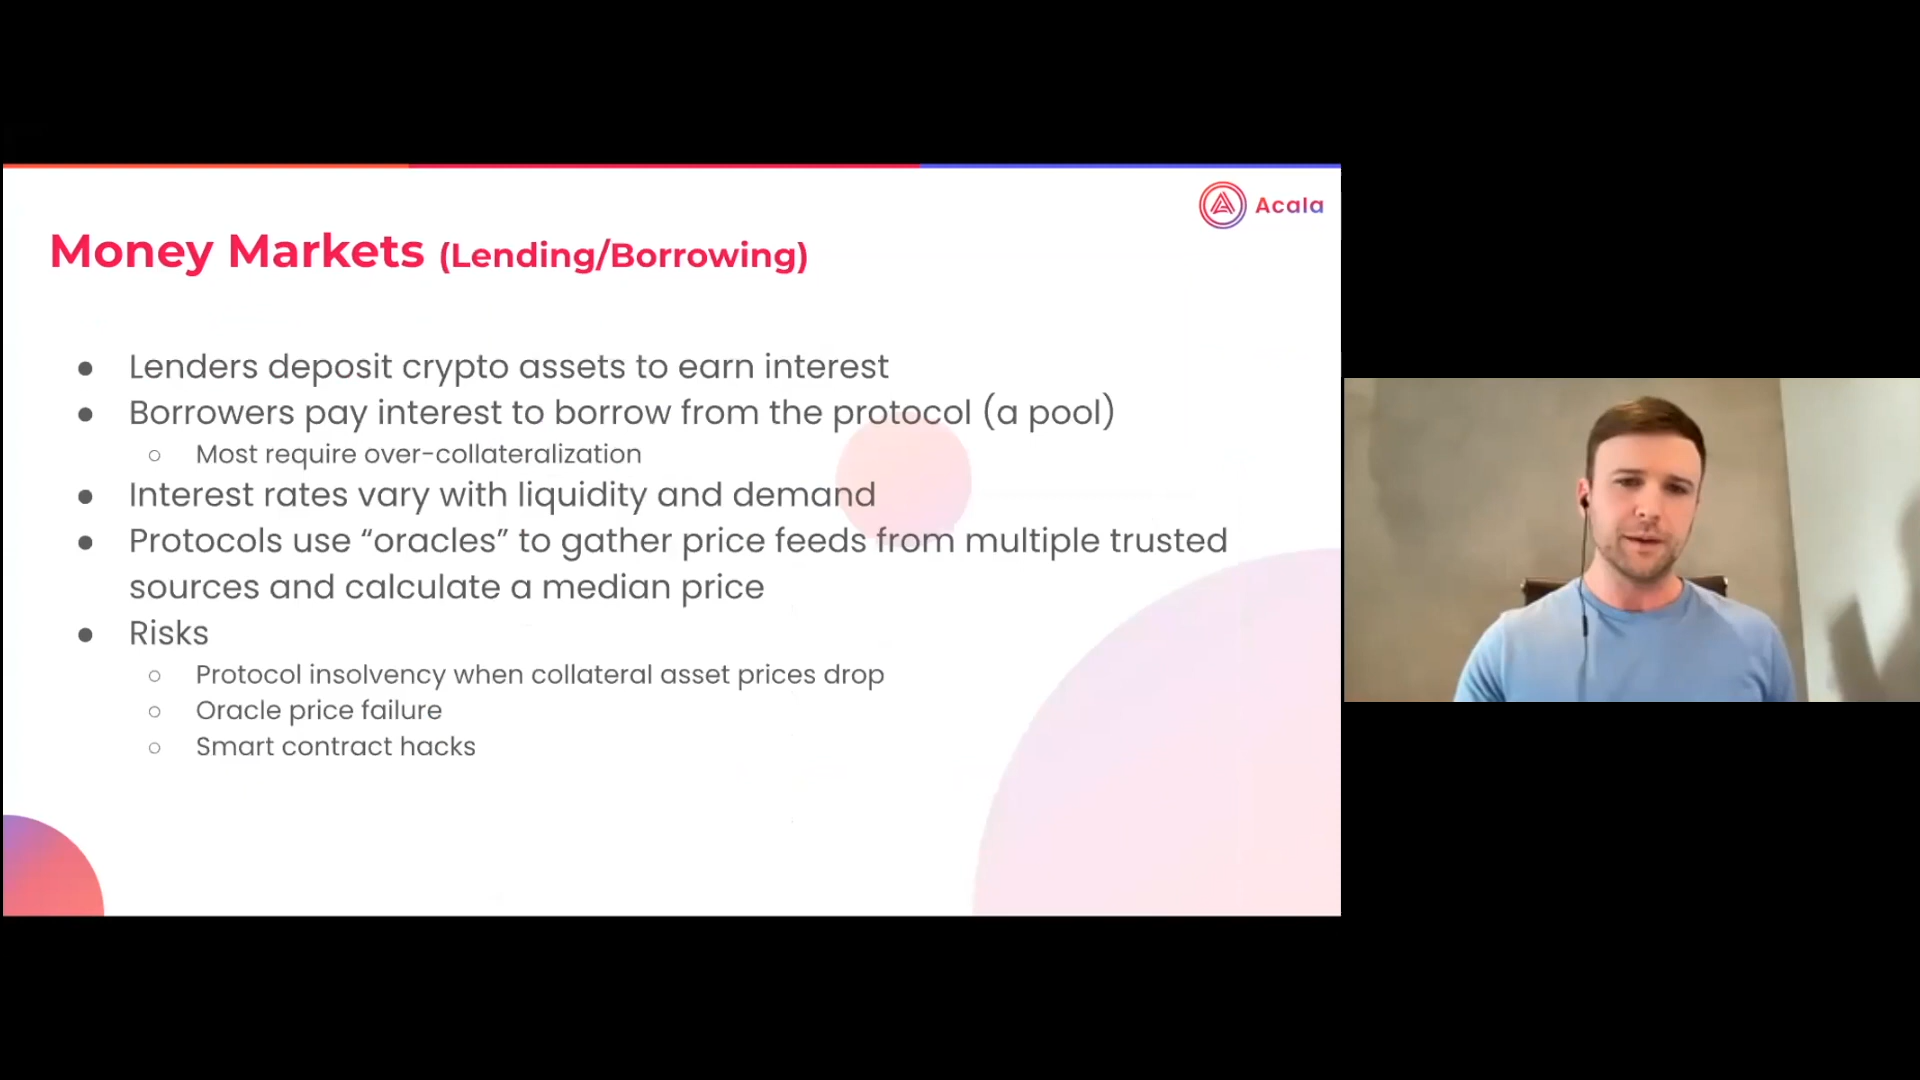 Acala
Money Markets (Lending/Borrowing)
● Lenders deposit crypto assets to earn interest
● Borrowers pay interest to borrow from the protocol (a pool)
○ Most require over-collateralization
● Interest rates vary with liquidity and demand
● Protocols use “oracles” to gather price feeds from multiple trusted
sources and calculate a median price
● Risks
○ Protocol insolvency when collateral asset prices drop
○ Oracle price failure
○ Smart contract hacks